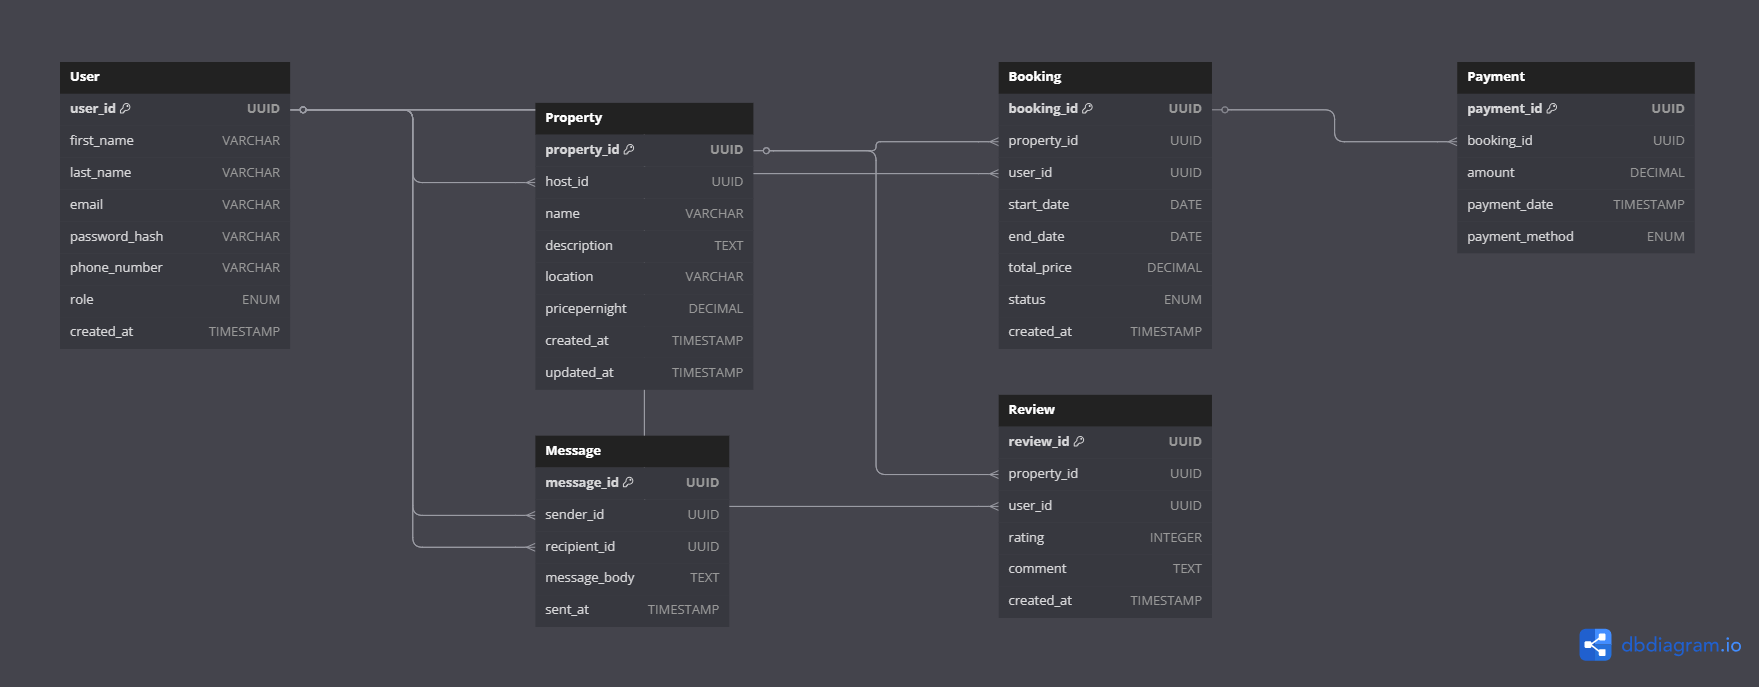 User
user_id UUID
first_name VARCHAR
last_name VARCHAR
email VARCHAR
password_hash VARCHAR
phone_number VARCHAR
role ENUM
created_at TIMESTAMP
Property
property_id UUID
host_id UUID
name VARCHAR
description TEXT
location VARCHAR
pricepernight DECIMAL
created_at TIMESTAMP
updated_at TIMESTAMP
Message
message_id UUID
sender_id UUID
recipient_id UUID
message_body TEXT
sent_at TIMESTAMP
Booking
booking_id UUID
property_id UUID
user_id UUID
start_date DATE
end_date DATE
total_price DECIMAL
status ENUM
created_at TIMESTAMP
Review
review_id UUID
property_id UUID
user_id UUID
rating INTEGER
comment TEXT
created_at TIMESTAMP
Payment
payment_id UUID
booking_id UUID
amount DECIMAL
payment_date TIMESTAMP
payment_method ENUM
dbdiagram.io